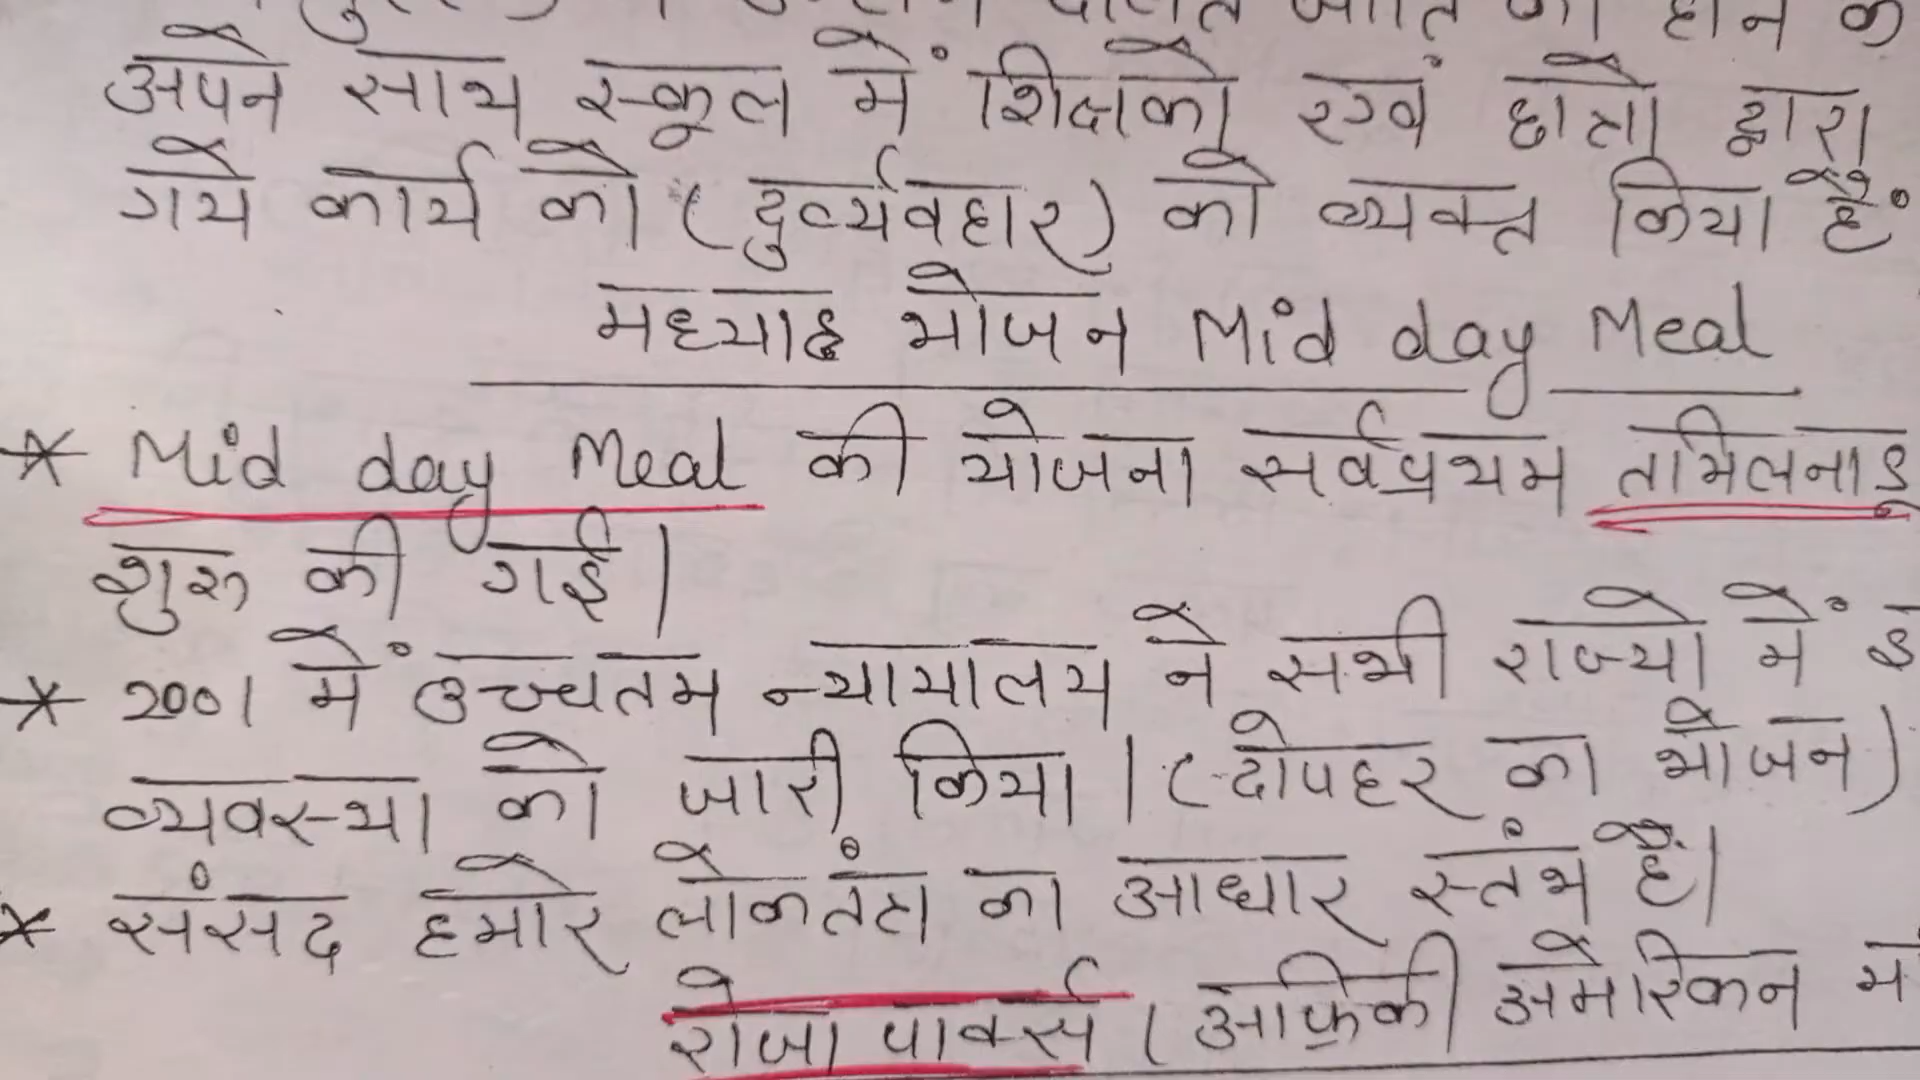 दलित जाति का होने के
अपने साथ स्कूल में शिक्षकों एवं छात्रों द्वारा
गये कार्य को (दुर्व्यवहार) को व्यक्त किया हैं
मध्याह्न भोजन Mid day Meal
* Mid day Meal की योजना सर्वप्रथम तामिलनाडू
शुरू की गई।
* 2001 में उच्चतम न्यायालय ने सभी राज्यो में
व्यवस्था को जारी किया। (दोपहर का भोजन)
* संसद हमारे लोकतंत्र का आधार स्तंभ हैं।
रोजा पार्क्स (अफ्रिकी अमेरिकन